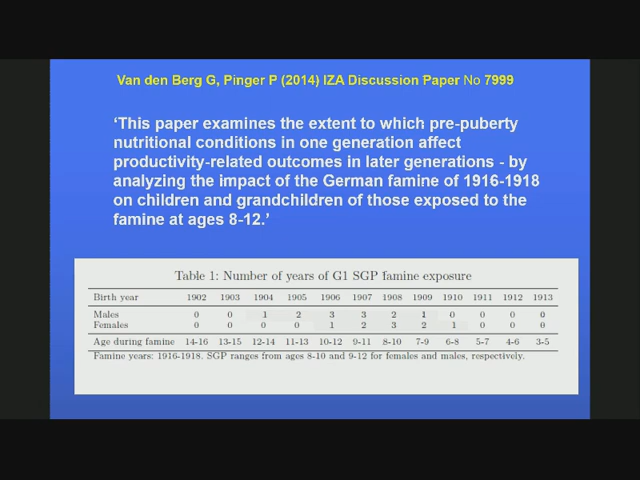 Van den Berg G, Pinger P (2014) IZA Discussion Paper No 7999
‘This paper examines the extent to which pre-puberty
nutritional conditions in one generation affect
productivity-related outcomes in later generations - by
analyzing the impact of the German famine of 1916-1918
on children and grandchildren of those exposed to the
famine at ages 8-12.’
Table 1: Number of years of G1 SGP famine exposure
Birth year 1902 1903 1904 1905 1906 1907 1908 1909 1910 1911 1912 1913
Males 0 0 1 2 3 3 2 1 0 0 0 0
Females 0 0 0 0 1 2 3 2 1 0 0 0
Age during famine 14-16 13-15 12-14 11-13 10-12 9-11 8-10 7-9 6-8 5-7 4-6 3-5
Famine years: 1916-1918. SGP ranges from ages 8-10 and 9-12 for females and males, respectively.